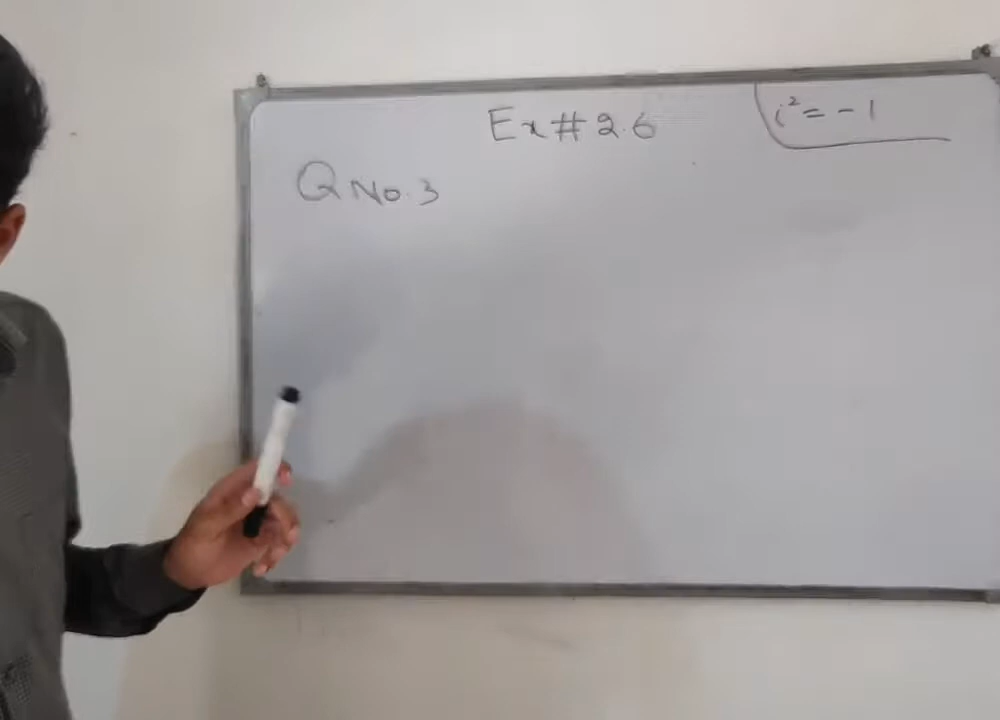 Ex # 2.6
i² = -1
Q No. 3